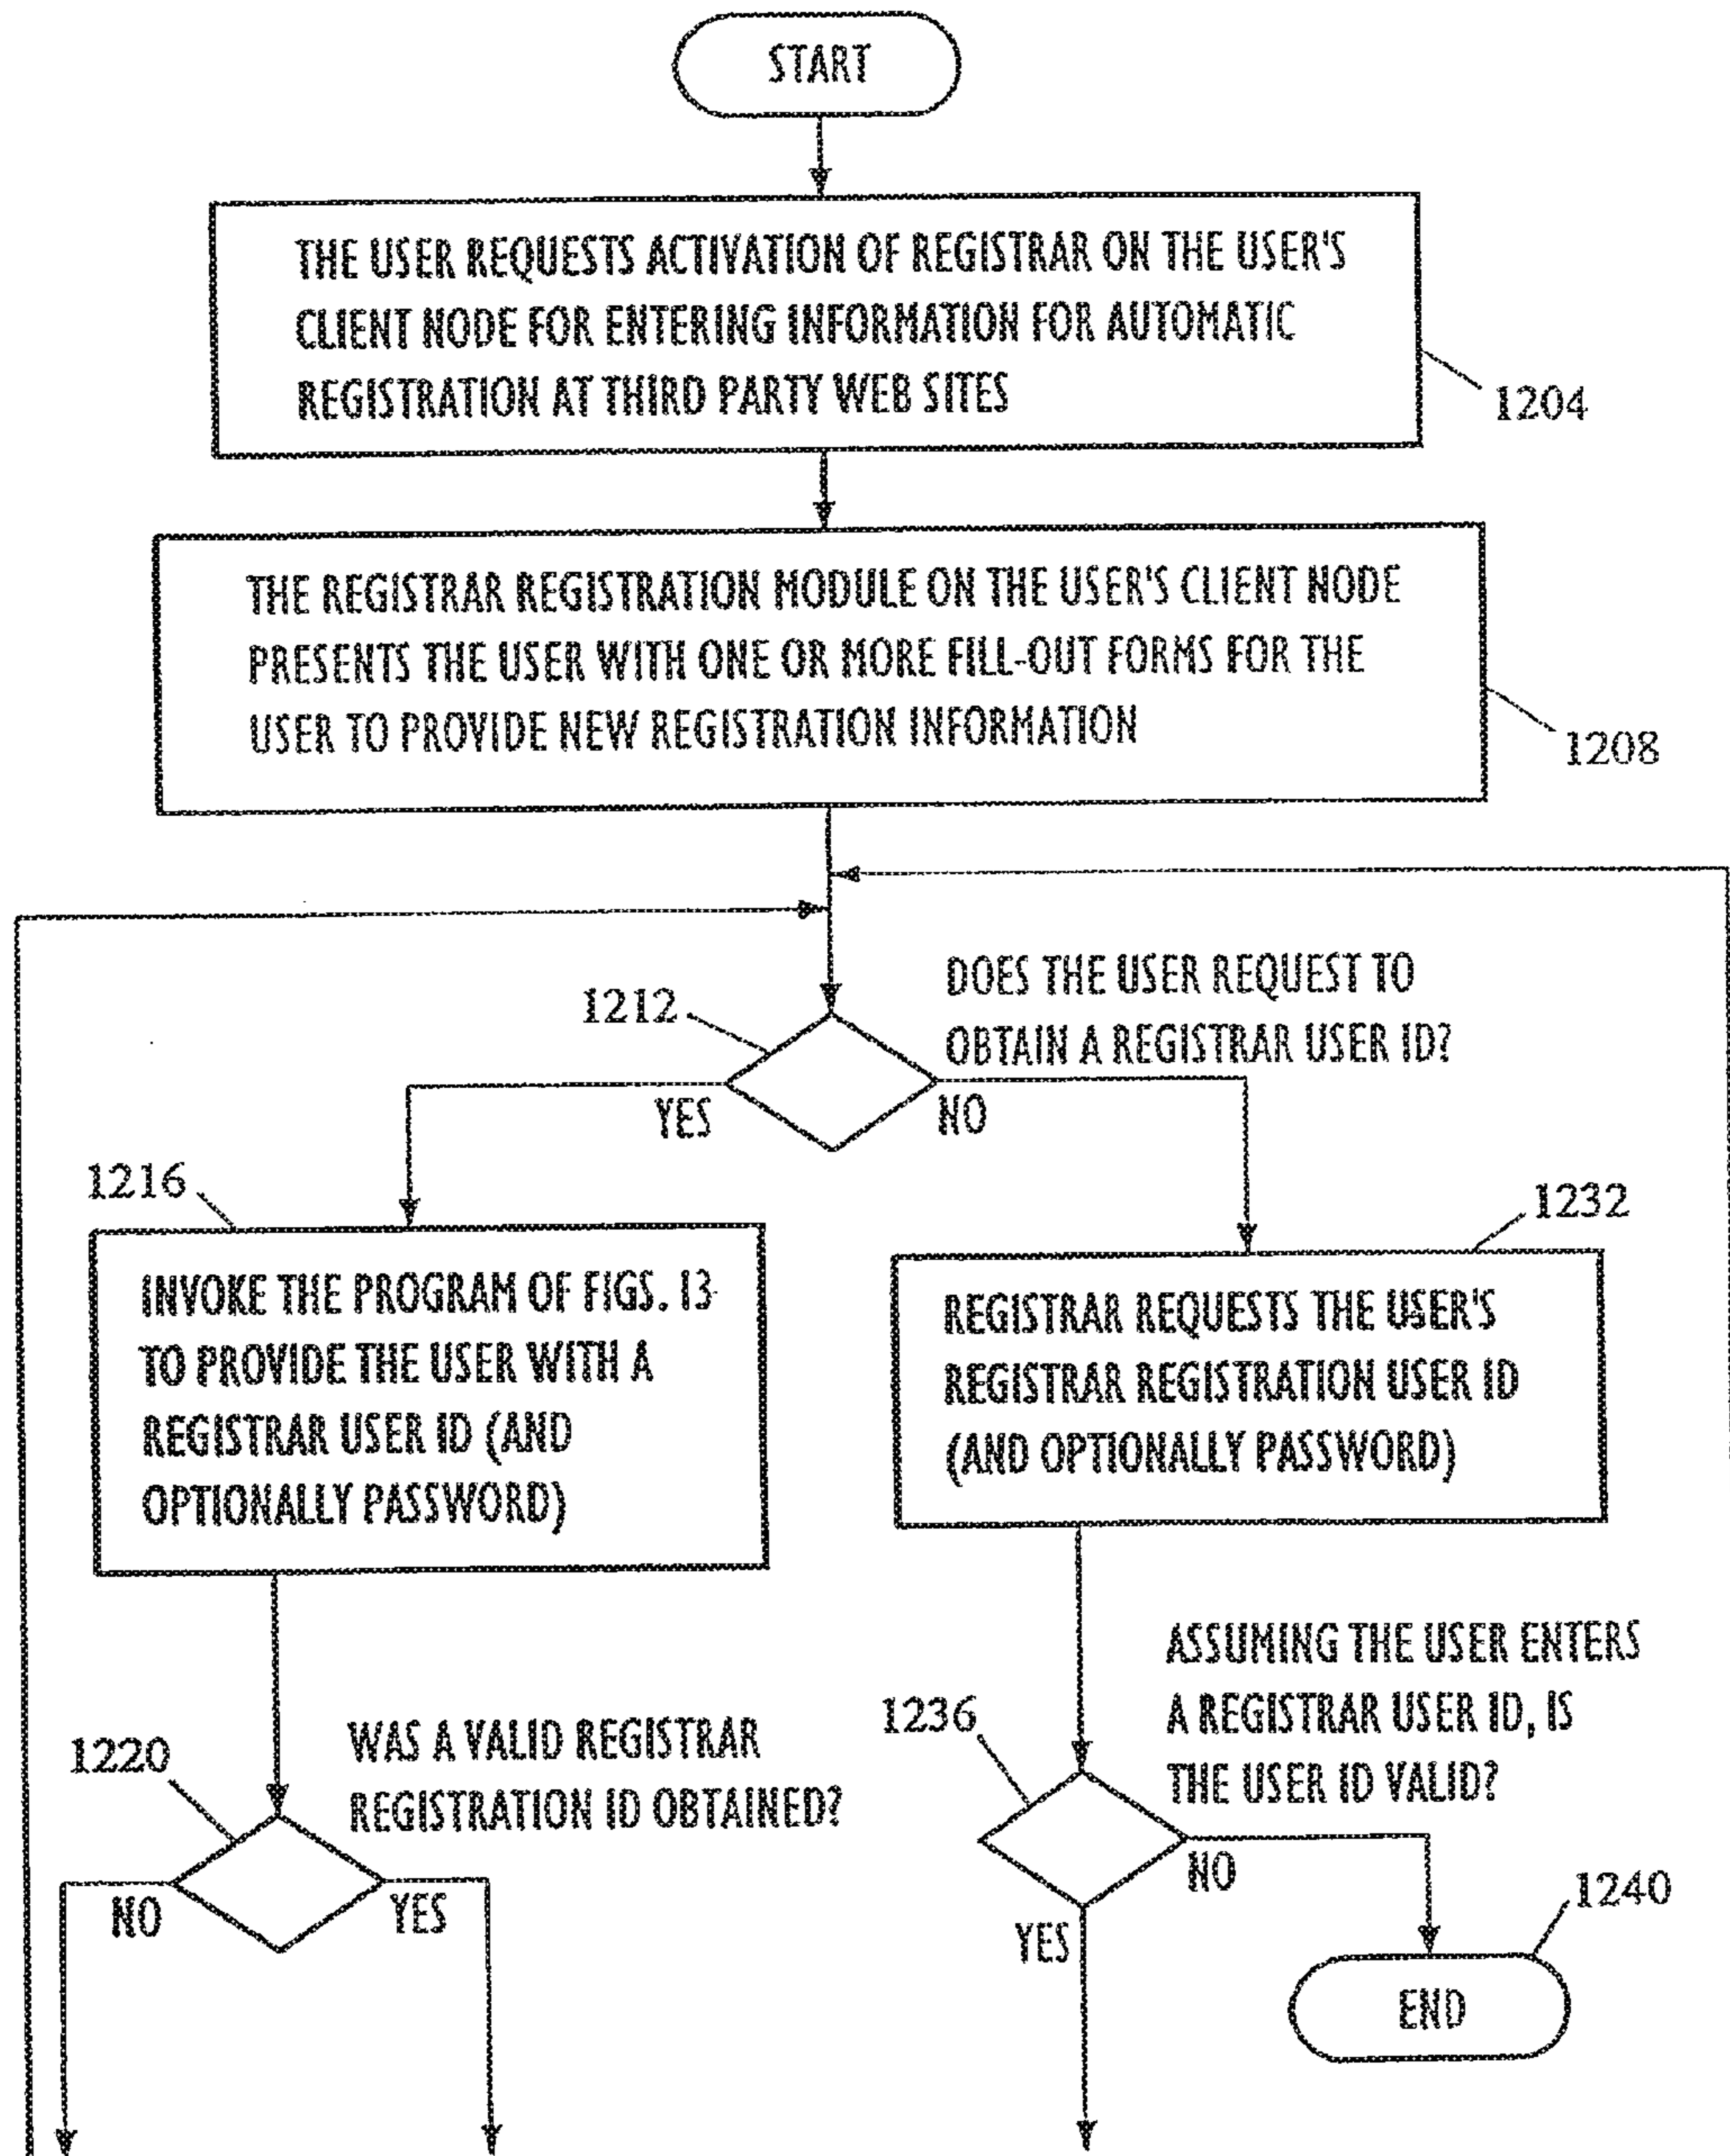 START
THE USER REQUESTS ACTIVATION OF REGISTRAR ON THE USER'S
CLIENT NODE FOR ENTERING INFORMATION FOR AUTOMATIC
REGISTRATION AT THIRD PARTY WEB SITES
1204
THE REGISTRAR REGISTRATION MODULE ON THE USER'S CLIENT NODE
PRESENTS THE USER WITH ONE OR MORE FILL-OUT FORMS FOR THE
USER TO PROVIDE NEW REGISTRATION INFORMATION
1208
DOES THE USER REQUEST TO
OBTAIN A REGISTRAR USER ID?
1212
YES
NO
1216
INVOKE THE PROGRAM OF FIGS. 13
TO PROVIDE THE USER WITH A
REGISTRAR USER ID (AND
OPTIONALLY PASSWORD)
1232
REGISTRAR REQUESTS THE USER'S
REGISTRAR REGISTRATION USER ID
(AND OPTIONALLY PASSWORD)
1220
WAS A VALID REGISTRAR
REGISTRATION ID OBTAINED?
NO
YES
1236
ASSUMING THE USER ENTERS
A REGISTRAR USER ID, IS
THE USER ID VALID?
NO
YES
1240
END